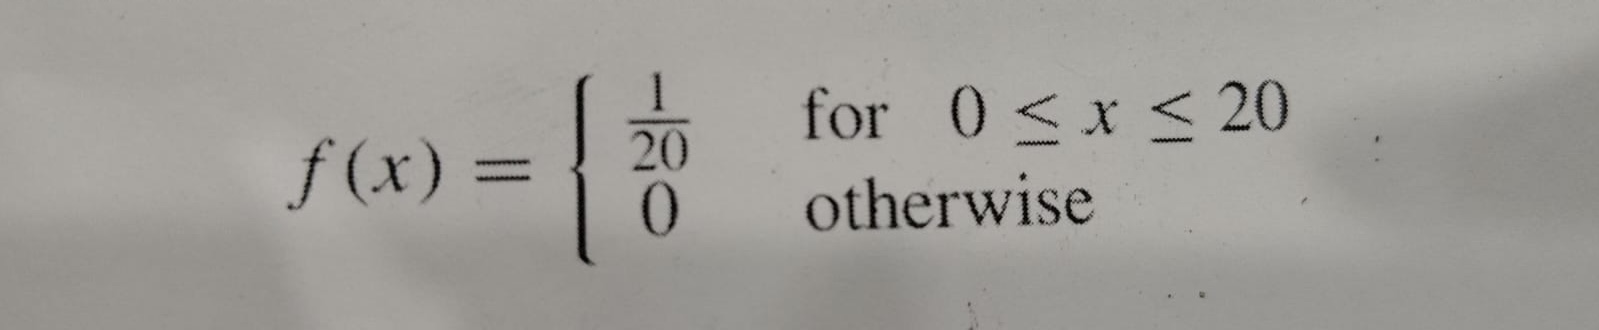 f(x) = { 1/20 for 0 ≤ x ≤ 20
0 otherwise